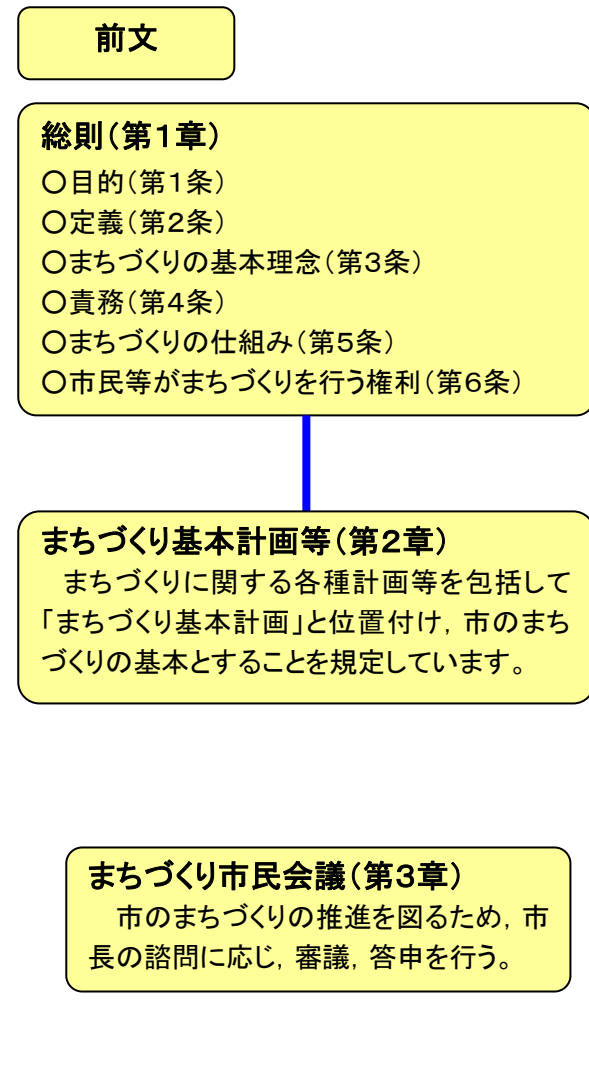 前文
総則(第1章)
○目的(第1条)
○定義(第2条)
○まちづくりの基本理念(第3条)
○責務(第4条)
○まちづくりの仕組み(第5条)
○市民等がまちづくりを行う権利(第6条)
まちづくり基本計画等(第2章)
まちづくりに関する各種計画等を包括して
「まちづくり基本計画」と位置付け,市のまち
づくりの基本とすることを規定しています。
まちづくり市民会議(第3章)
市のまちづくりの推進を図るため,市
長の諮問に応じ,審議,答申を行う。